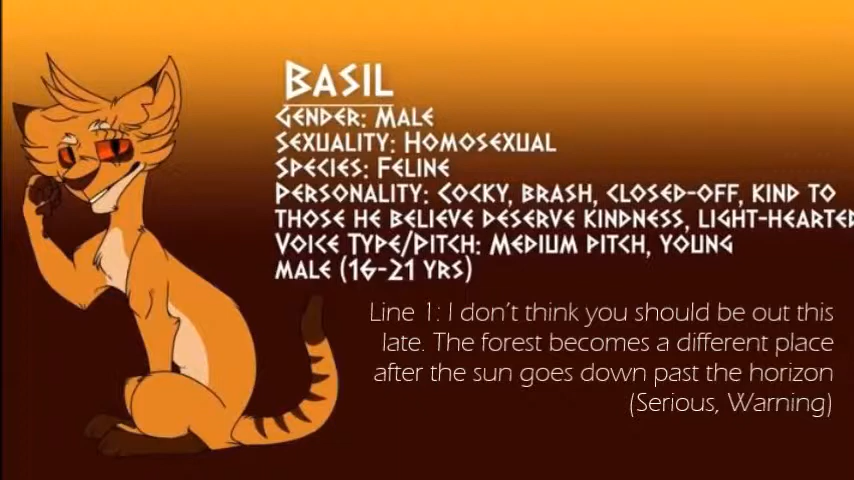 Basil
Gender: Male
Sexuality: Homosexual
Species: Feline
Personality: Cocky, brash, closed-off, kind to
those he believe deserve kindness, light-hearted
Voice Type/Pitch: Medium pitch, young
male (16-21 yrs)
Line 1: I don't think you should be out this
late. The forest becomes a different place
after the sun goes down past the horizon
(Serious, Warning)